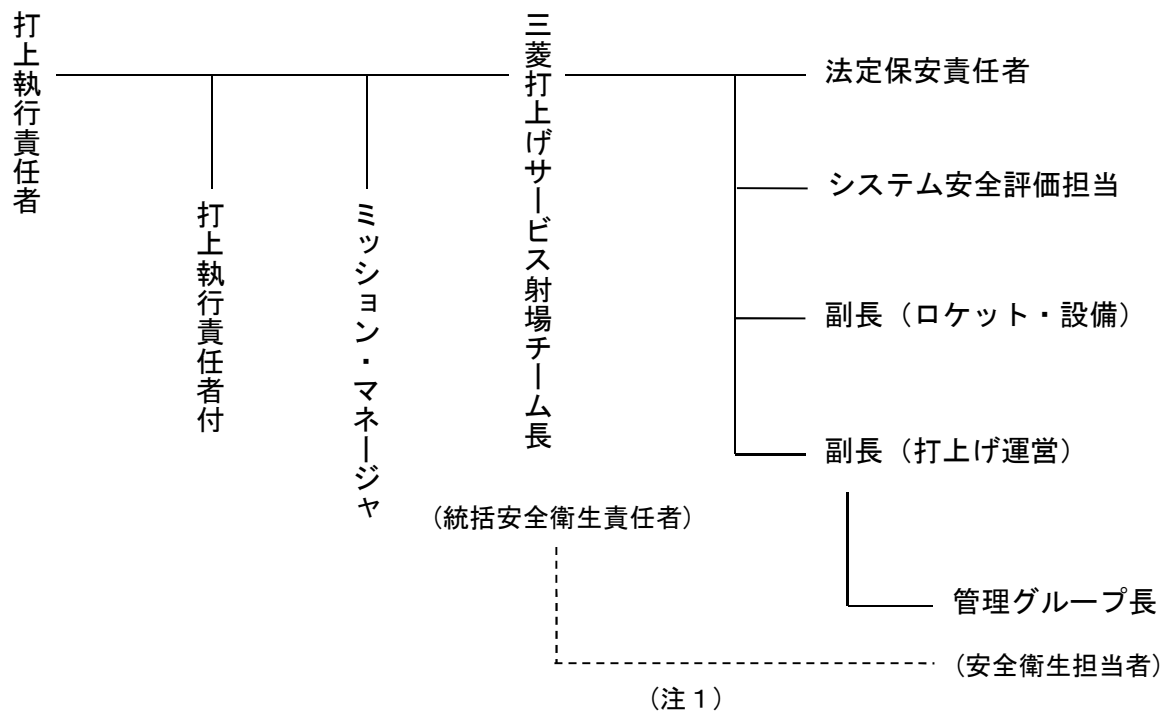 打上執行責任者
打上執行責任者付
ミッション・マネージャ
三菱打上げサービス射場チーム長
（統括安全衛生責任者）
法定保安責任者
システム安全評価担当
副長（ロケット・設備）
副長（打上げ運営）
管理グループ長
（安全衛生担当者）
（注１）